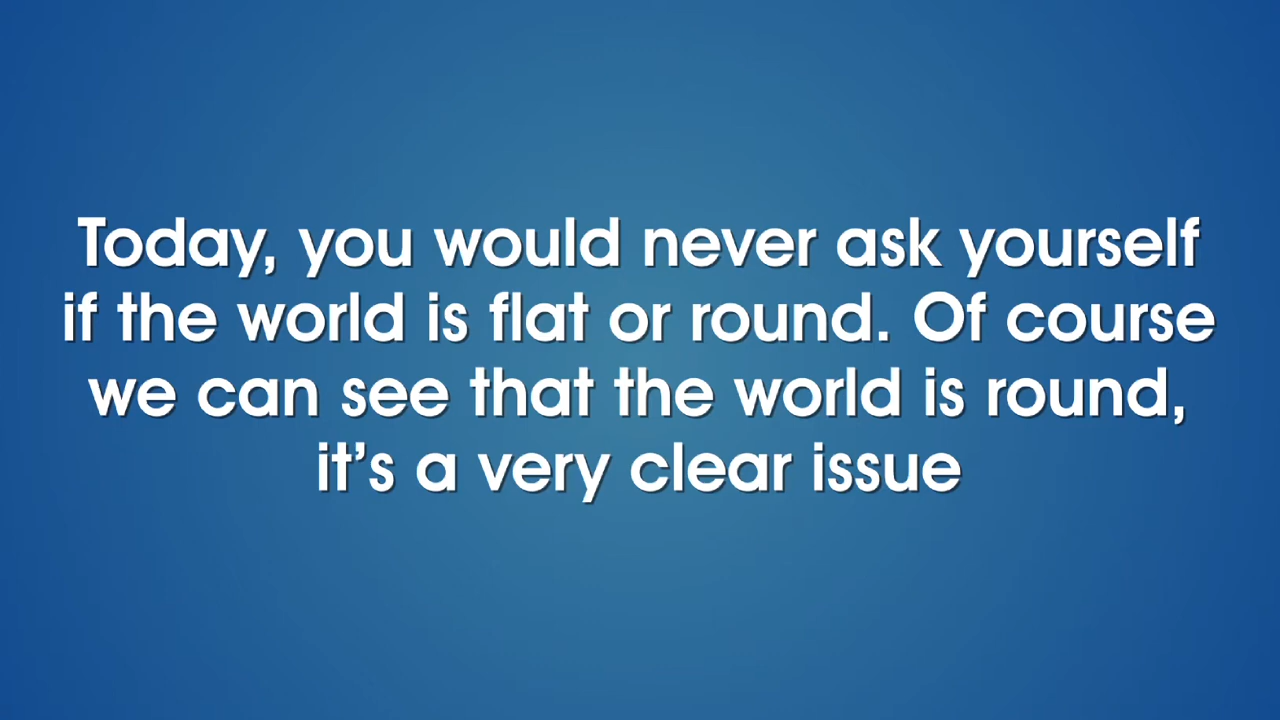 Today, you would never ask yourself
if the world is flat or round. Of course
we can see that the world is round,
it’s a very clear issue